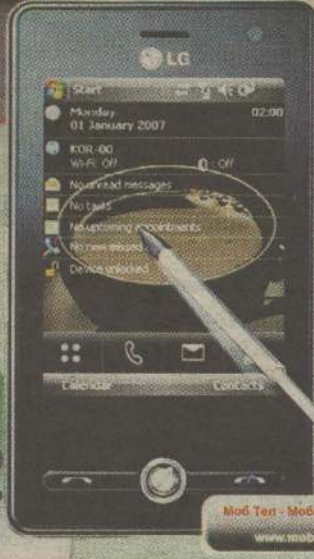 LG
Start
Monday 02:00
01 January 2007
KOR-00
Wi-Fi: Off : Off
No unread messages
No tasks
No upcoming appointments
No new missed
Device unlocked
Calendar Contacts
Моб Тел - Моб
www.mob